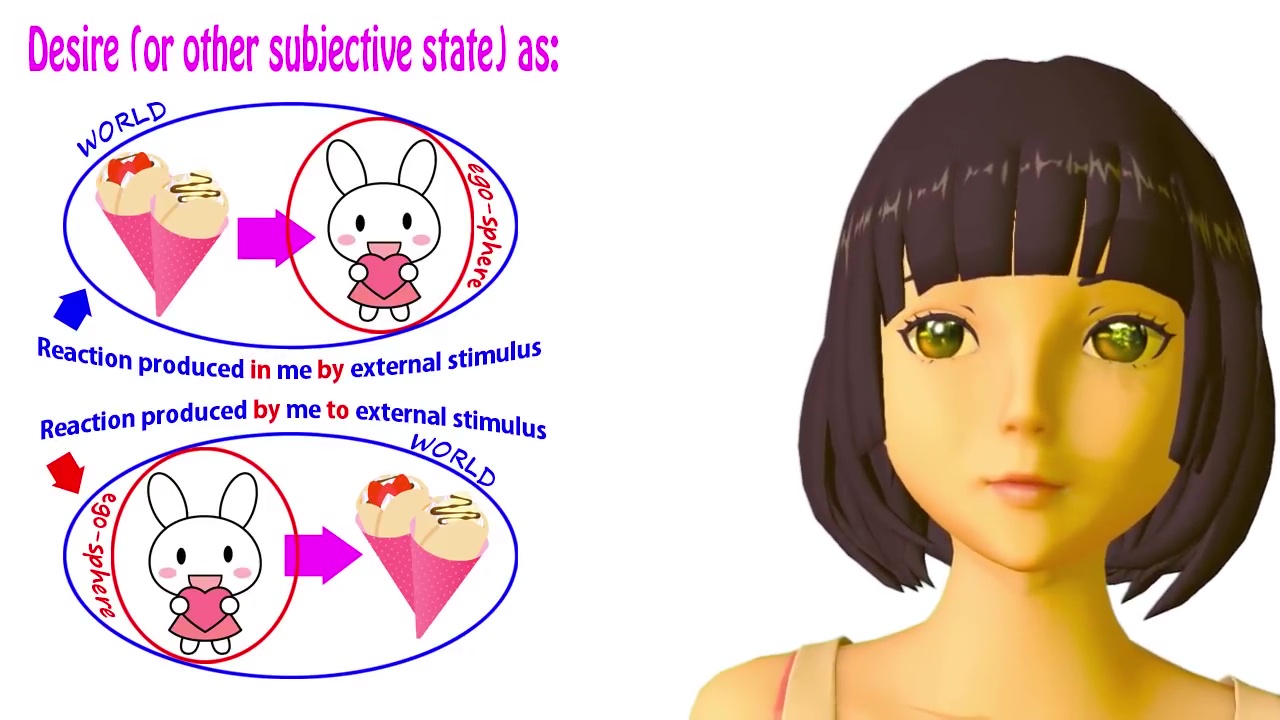 Desire (or other subjective state) as:
WORLD
ego-sphere
Reaction produced in me by external stimulus
Reaction produced by me to external stimulus
WORLD
ego-sphere